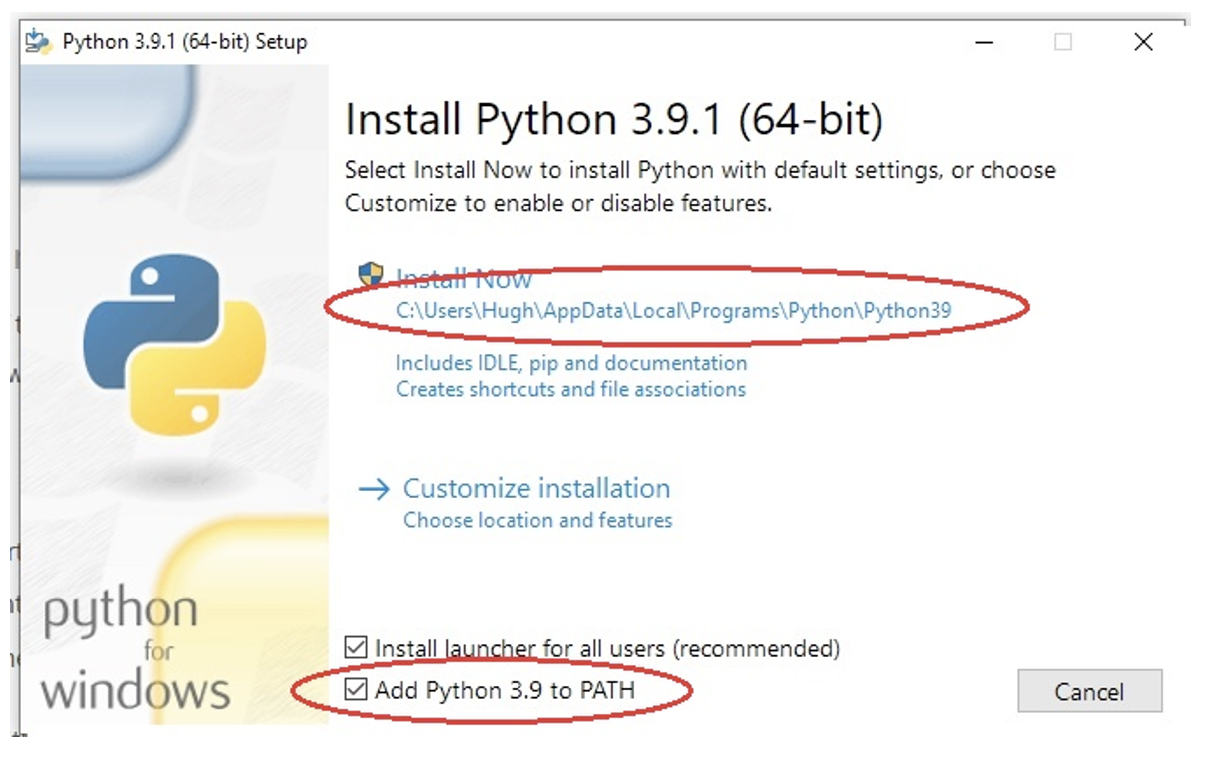 Python 3.9.1 (64-bit) Setup
Install Python 3.9.1 (64-bit)
Select Install Now to install Python with default settings, or choose
Customize to enable or disable features.
Install Now
C:\Users\Hugh\AppData\Local\Programs\Python\Python39
Includes IDLE, pip and documentation
Creates shortcuts and file associations
Customize installation
Choose location and features
python
for
windows
Install launcher for all users (recommended)
Add Python 3.9 to PATH
Cancel